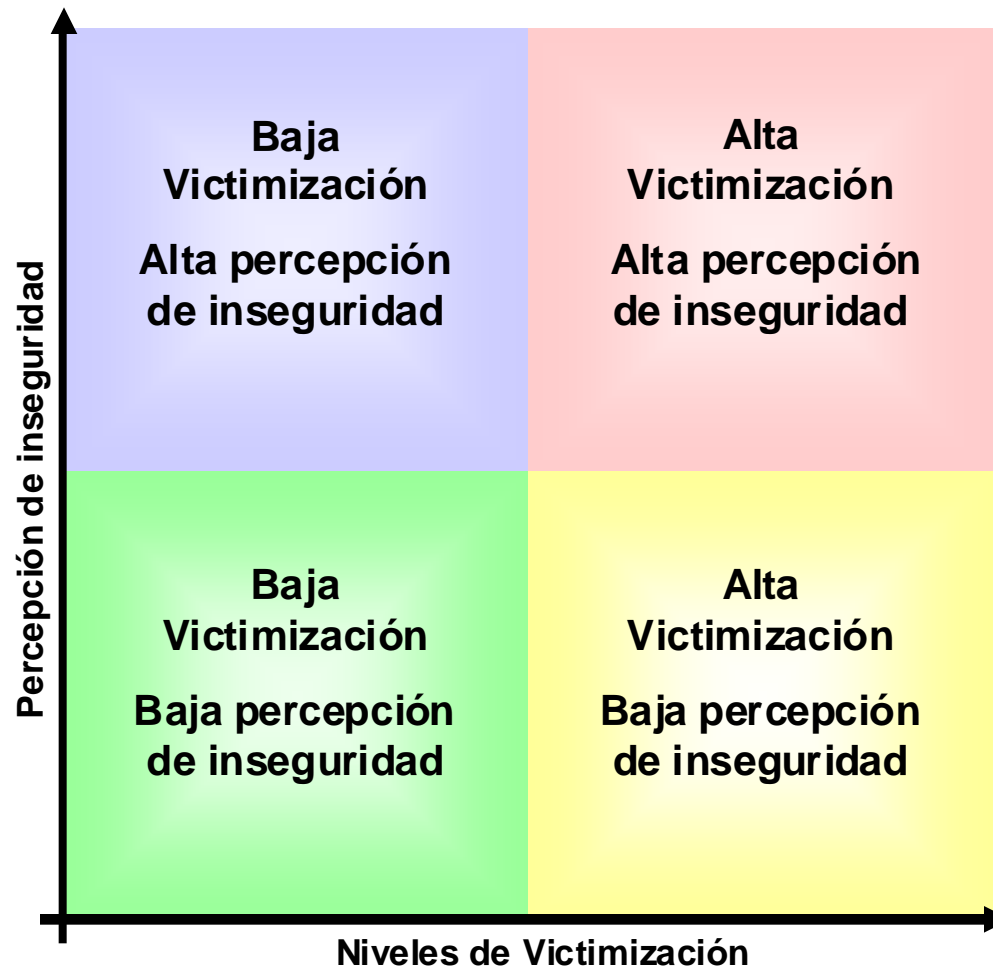 Percepción de inseguridad
Baja
Victimización
Alta percepción
de inseguridad
Alta
Victimización
Alta percepción
de inseguridad
Baja
Victimización
Baja percepción
de inseguridad
Alta
Victimización
Baja percepción
de inseguridad
Niveles de Victimización